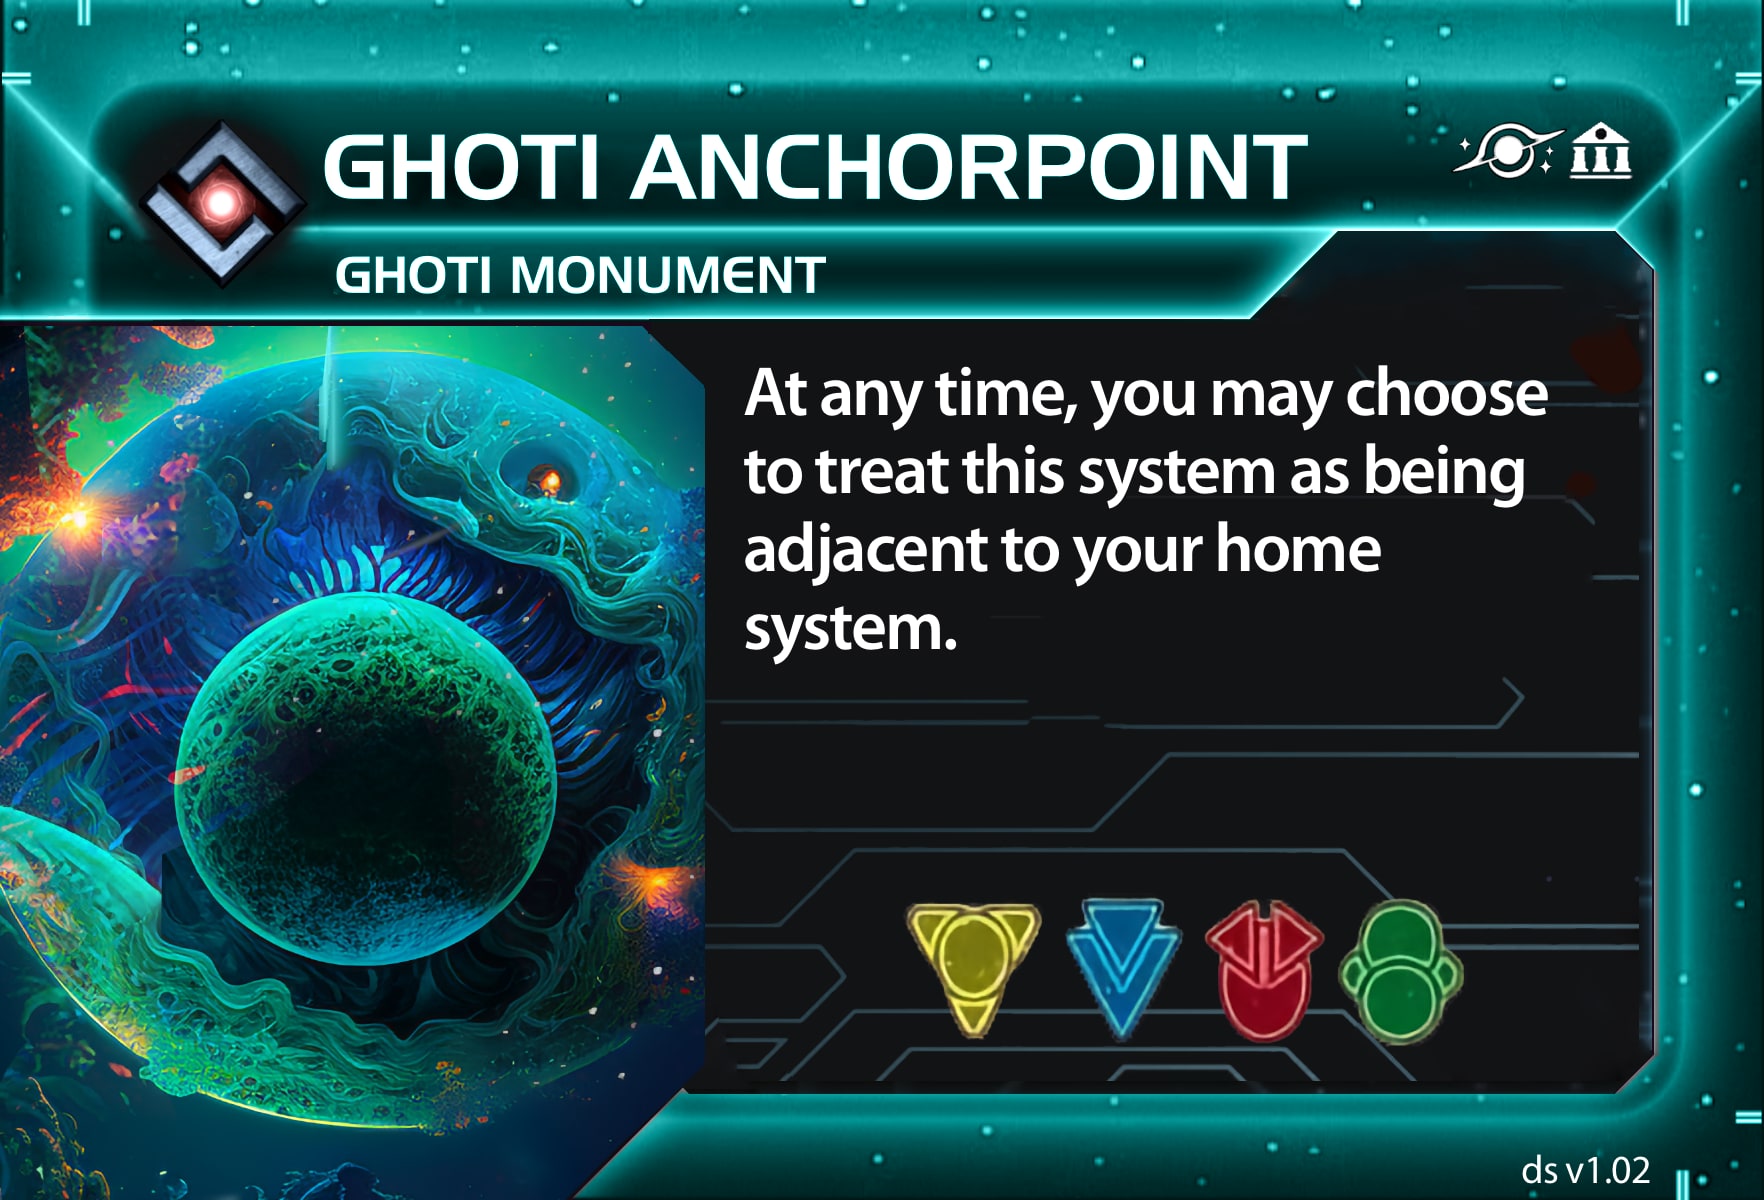 GHOTI ANCHORPOINT
GHOTI MONUMENT
At any time, you may choose
to treat this system as being
adjacent to your home
system.
ds v1.02